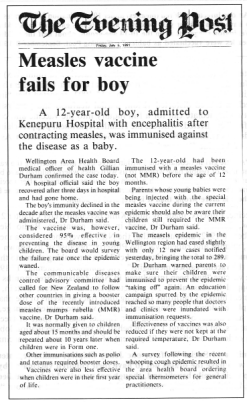 The Evening Post
Friday, July 5, 1991
Measles vaccine
fails for boy
A 12-year-old boy, admitted to
Kenepuru Hospital with encephalitis after
contracting measles, was immunised against
the disease as a baby.
Wellington Area Health Board
medical officer of health Gillian
Durham confirmed the case today.
A hospital official said the boy
recovered after three days in hospital
and had gone home.
The boy's immunity declined in the
decade after the measles vaccine was
administered, Dr Durham said.
The vaccine was, however,
considered 95% effective in
preventing the disease in young
children. The board would survey
the failure rate once the epidemic
waned.
The communicable diseases
control advisory committee had
called for New Zealand to follow
other countries in giving a booster
dose of the recently introduced
measles mumps rubella (MMR)
vaccine, Dr Durham said.
It was normally given to children
aged about 15 months and should be
repeated about 10 years later when
children were in Form one.
Other immunisations such as polio
and tetanus required booster doses.
Vaccines were also less effective
when children were in their first year
of life.
The 12-year-old had been
immunised with a measles vaccine
(not MMR) before the age of 12
months.
Parents whose young babies were
being injected with the special
measles vaccine during the current
epidemic should also be aware their
children still required the MMR
vaccine, Dr Durham said.
The measles epidemic in the
Wellington region had eased slightly
with only 12 new cases notified
yesterday, bringing the total to 289.
Dr Durham warned parents to
make sure their children were
immunised to prevent the epidemic
"taking off" again. An education
campaign spurred by the epidemic
reached so many people that doctors
and clinics were inundated with
immunisation requests.
Effectiveness of vaccines was also
reduced if they were not kept at the
required temperature, Dr Durham
said.
A survey following the recent
whooping cough epidemic resulted in
the area health board ordering
special thermometers for general
practitioners.